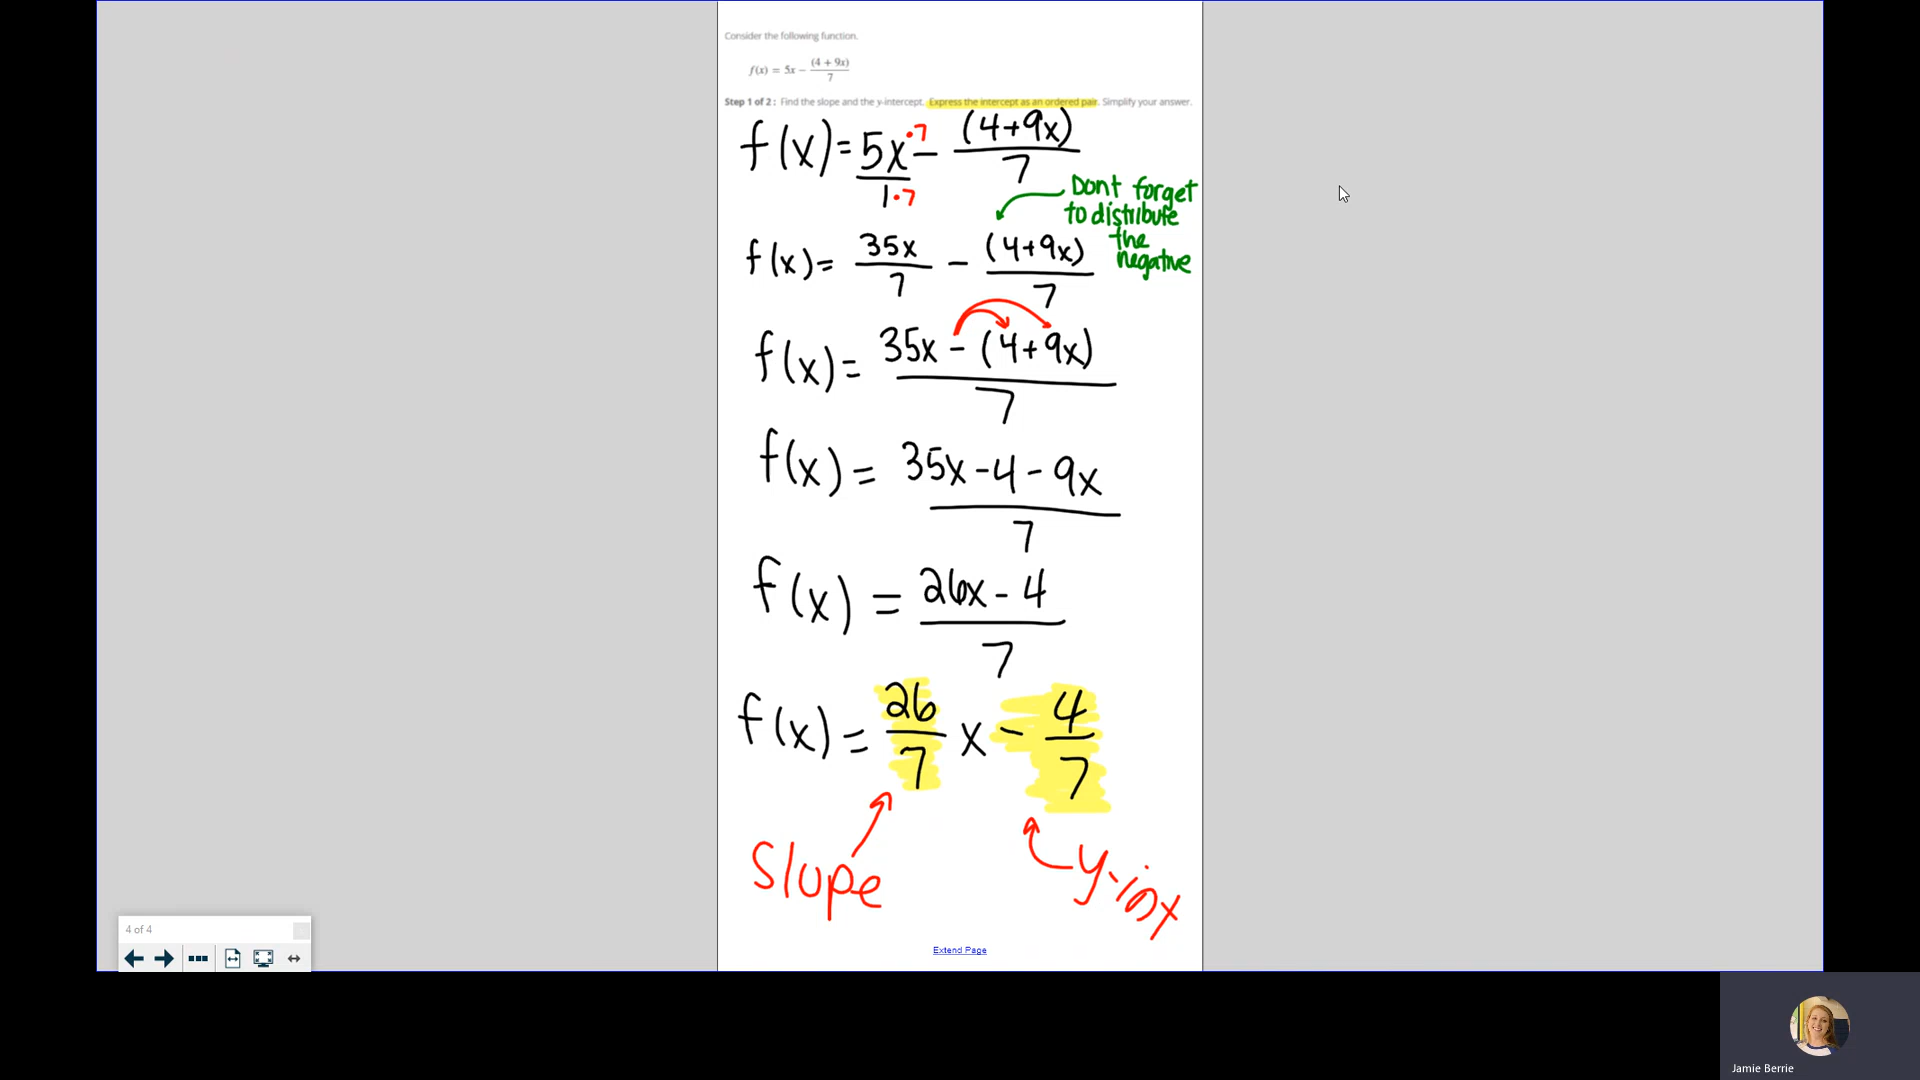 Consider the following function.
f(x) = 5x - (4 + 9x)/7
Step 1 of 2 : Find the slope and the y-intercept. Express the intercept as an ordered pair. Simplify your answer.
f(x) = 5x·7/1·7 - (4+9x)/7
Dont forget
to distribute
the
negative
f(x) = 35x/7 - (4+9x)/7
f(x) = 35x - (4+9x)/7
f(x) = 35x - 4 - 9x/7
f(x) = 26x - 4/7
f(x) = 26/7 x - 4/7
Slope
y-int
4 of 4
Extend Page
Jamie Berrie